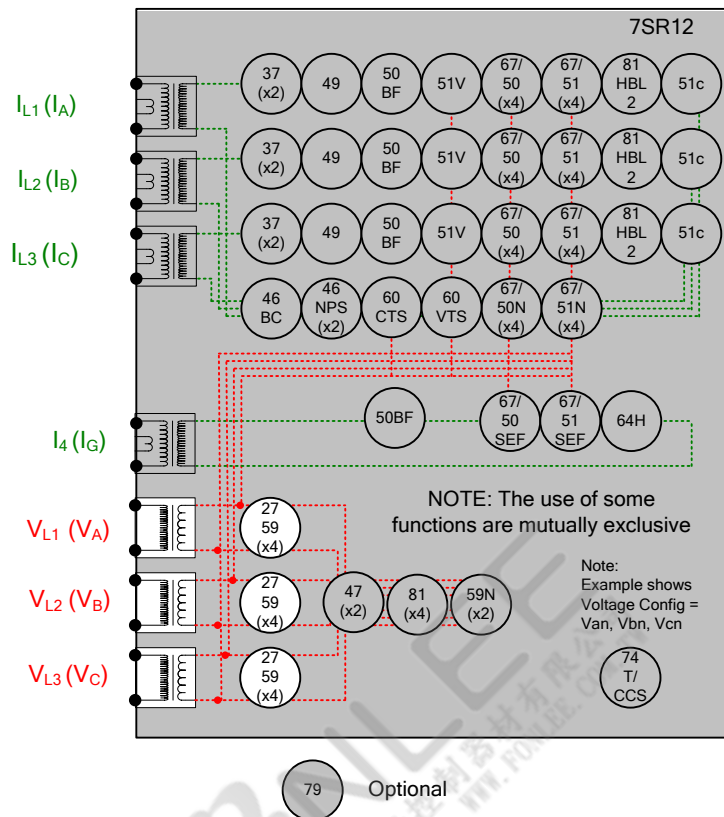 7SR12
IL1 (IA)
37
(x2)
49
50
BF
51V
67/
50
(x4)
67/
51
(x4)
81
HBL
2
51c
IL2 (IB)
37
(x2)
49
50
BF
51V
67/
50
(x4)
67/
51
(x4)
81
HBL
2
51c
IL3 (IC)
37
(x2)
49
50
BF
51V
67/
50
(x4)
67/
51
(x4)
81
HBL
2
51c
46
BC
46
NPS
(x2)
60
CTS
60
VTS
67/
50N
(x4)
67/
51N
(x4)
I4 (IG)
50BF
67/
50
SEF
67/
51
SEF
64H
NOTE: The use of some
functions are mutually exclusive
VL1 (VA)
27
59
(x4)
VL2 (VB)
27
59
(x4)
47
(x2)
81
(x4)
59N
(x2)
Note:
Example shows
Voltage Config =
Van, Vbn, Vcn
VL3 (VC)
27
59
(x4)
74
T/
CCS
79
Optional
WWW.FONLEE.COM.TW